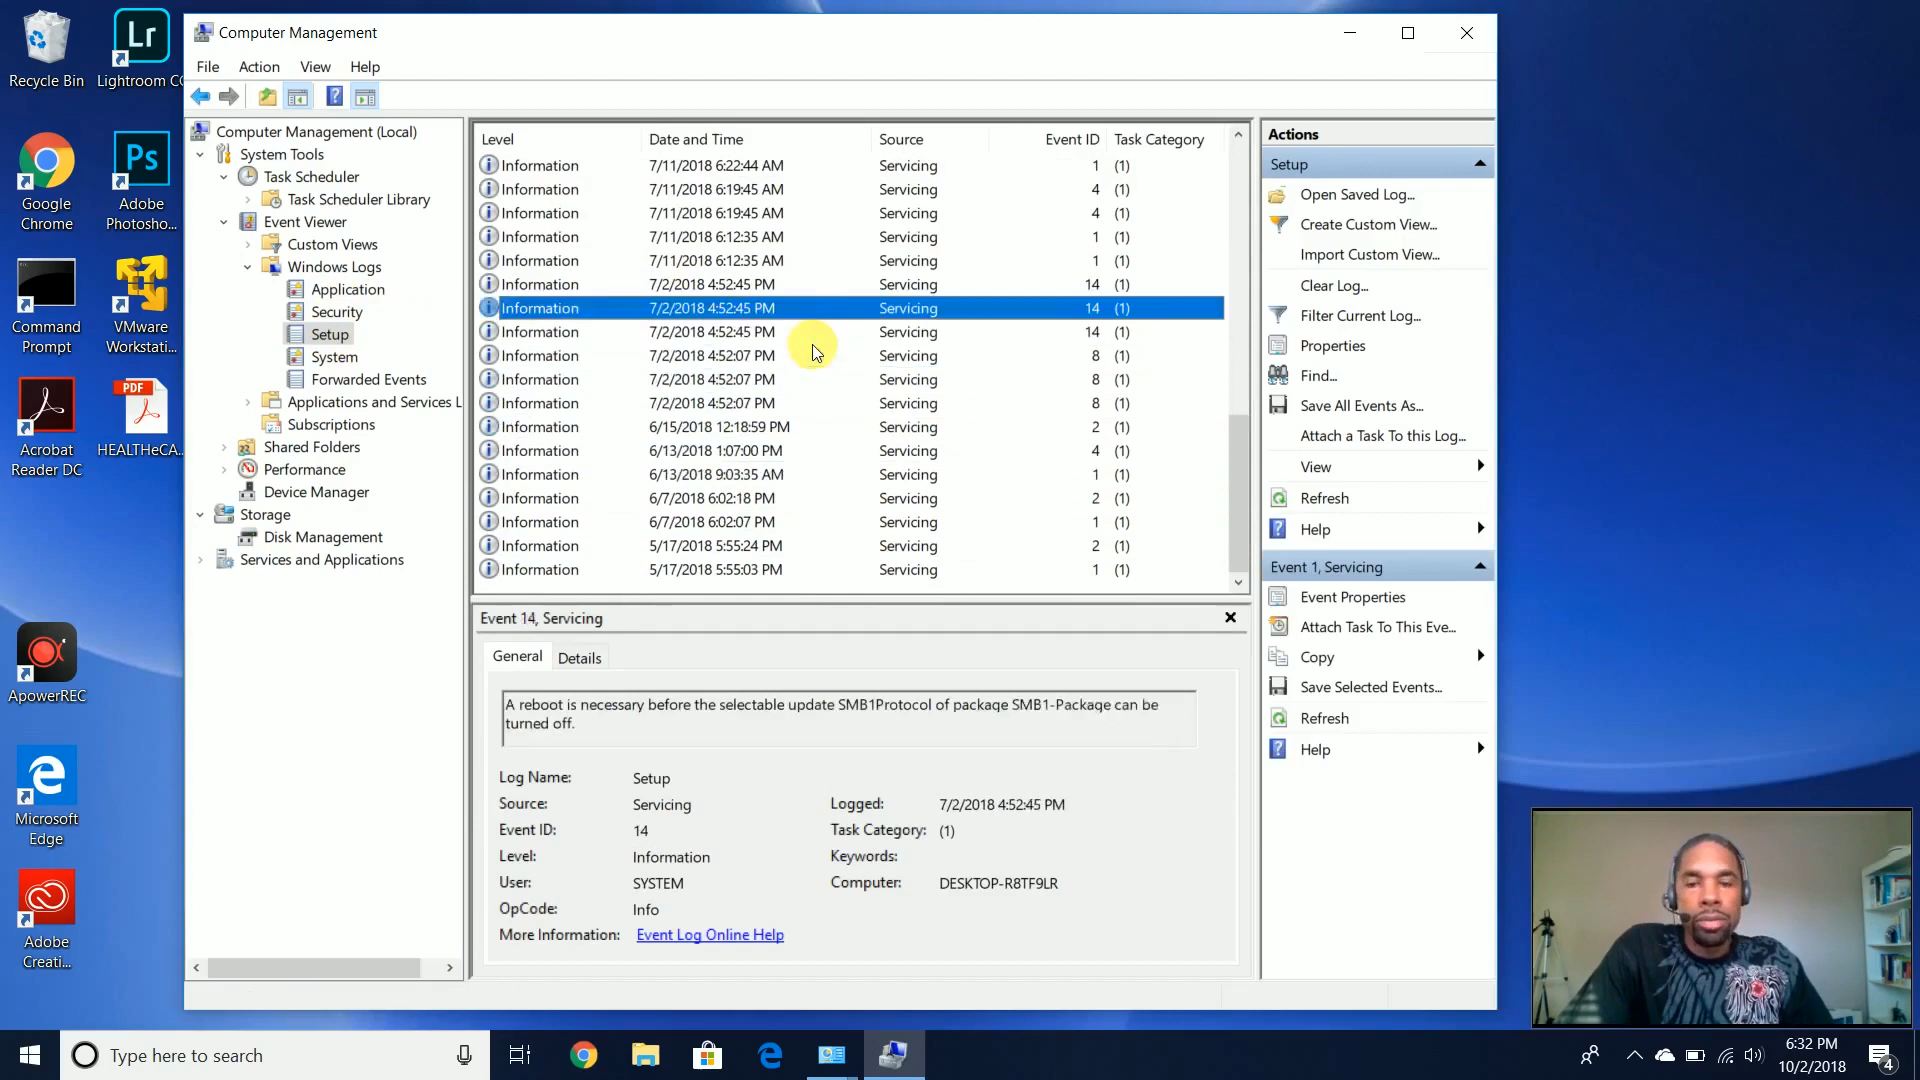 Recycle Bin
Lightroom CC
Google
Chrome
Adobe
Photosho...
Command
Prompt
VMware
Workstati...
Acrobat
Reader DC
PDF
HEALTHeCA...
ApowerREC
Microsoft
Edge
Adobe
Creati...
Lr
Ps
Computer Management
File Action View Help
Computer Management (Local)
System Tools
Task Scheduler
Task Scheduler Library
Event Viewer
Custom Views
Windows Logs
Application
Security
Setup
System
Forwarded Events
Applications and Services L
Subscriptions
Shared Folders
Performance
Device Manager
Storage
Disk Management
Services and Applications
Level Date and Time Source Event ID Task Category
Information 7/11/2018 6:22:44 AM Servicing 1 (1)
Information 7/11/2018 6:19:45 AM Servicing 4 (1)
Information 7/11/2018 6:19:45 AM Servicing 4 (1)
Information 7/11/2018 6:12:35 AM Servicing 1 (1)
Information 7/11/2018 6:12:35 AM Servicing 1 (1)
Information 7/2/2018 4:52:45 PM Servicing 14 (1)
Information 7/2/2018 4:52:45 PM Servicing 14 (1)
Information 7/2/2018 4:52:45 PM Servicing 14 (1)
Information 7/2/2018 4:52:07 PM Servicing 8 (1)
Information 7/2/2018 4:52:07 PM Servicing 8 (1)
Information 7/2/2018 4:52:07 PM Servicing 8 (1)
Information 6/15/2018 12:18:59 PM Servicing 2 (1)
Information 6/13/2018 1:07:00 PM Servicing 4 (1)
Information 6/13/2018 9:03:35 AM Servicing 1 (1)
Information 6/7/2018 6:02:18 PM Servicing 2 (1)
Information 6/7/2018 6:02:07 PM Servicing 1 (1)
Information 5/17/2018 5:55:24 PM Servicing 2 (1)
Information 5/17/2018 5:55:03 PM Servicing 1 (1)
Event 14, Servicing
General Details
A reboot is necessary before the selectable update SMB1Protocol of package SMB1-Package can be
turned off.
Log Name: Setup
Source: Servicing Logged: 7/2/2018 4:52:45 PM
Event ID: 14 Task Category: (1)
Level: Information Keywords:
User: SYSTEM Computer: DESKTOP-R8TF9LR
OpCode: Info
More Information: Event Log Online Help
Actions
Setup
Open Saved Log...
Create Custom View...
Import Custom View...
Clear Log...
Filter Current Log...
Properties
Find...
Save All Events As...
Attach a Task To this Log...
View
Refresh
Help
Event 1, Servicing
Event Properties
Attach Task To This Eve...
Copy
Save Selected Events...
Refresh
Help
Type here to search
6:32 PM
10/2/2018
4